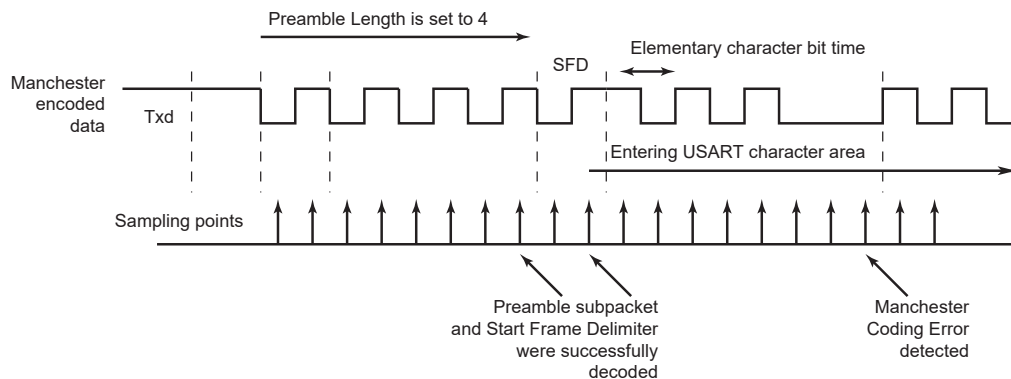 Preamble Length is set to 4
Elementary character bit time
SFD
Manchester
encoded
data
Txd
Entering USART character area
Sampling points
Preamble subpacket
and Start Frame Delimiter
were successfully
decoded
Manchester
Coding Error
detected